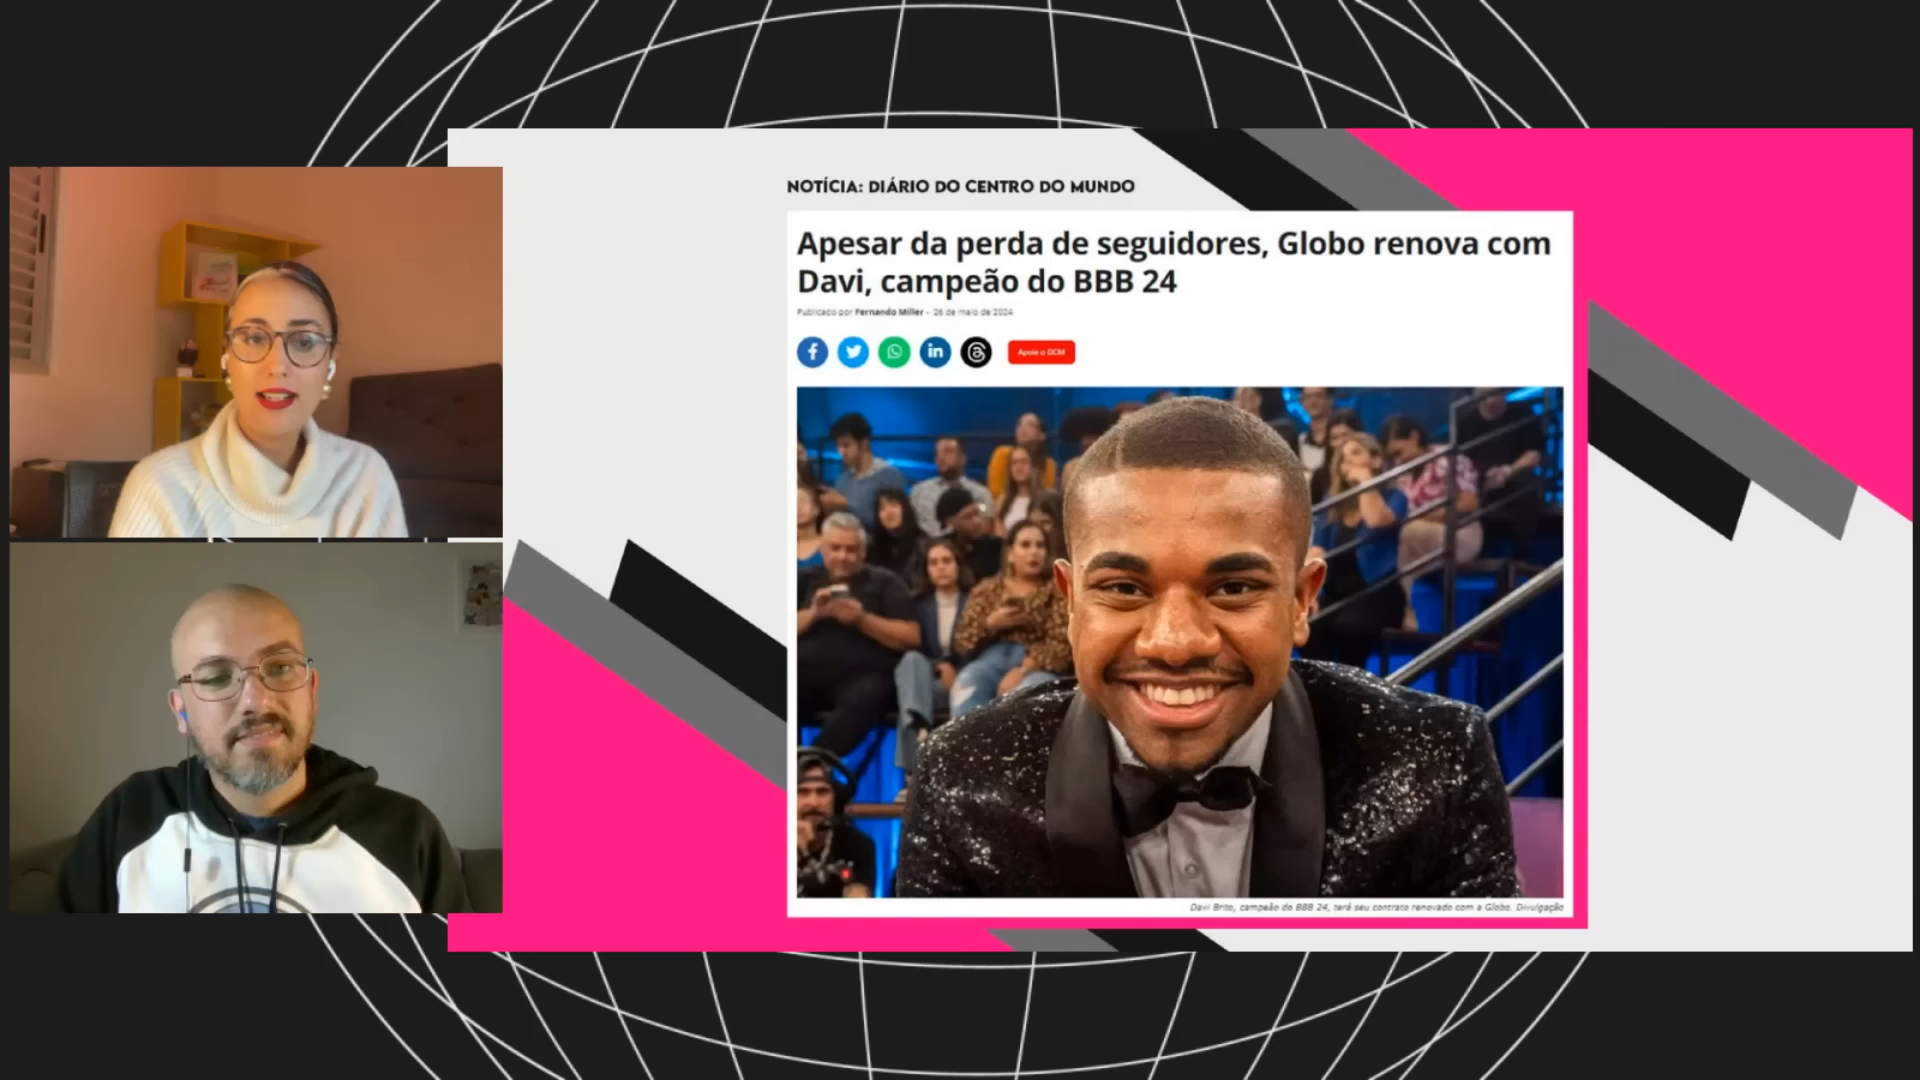 NOTÍCIA: DIÁRIO DO CENTRO DO MUNDO
Apesar da perda de seguidores, Globo renova com
Davi, campeão do BBB 24
Publicado por Fernando Miller - 26 de maio de 2024
Apoie o DCM
Davi Brito, campeão do BBB 24, terá seu contrato renovado com a Globo. Divulgação